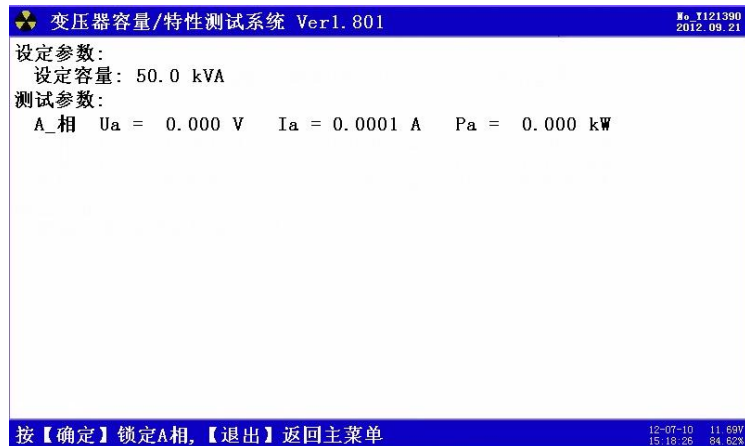 变压器容量/特性测试系统 Ver1.801
No_Y121390
2012.09.21
设定参数:
设定容量: 50.0 kVA
测试参数:
A_相 Ua = 0.000 V Ia = 0.0001 A Pa = 0.000 kW
按【确定】锁定A相,【退出】返回主菜单
12-07-10 11.69V
15:18:26 84.62%